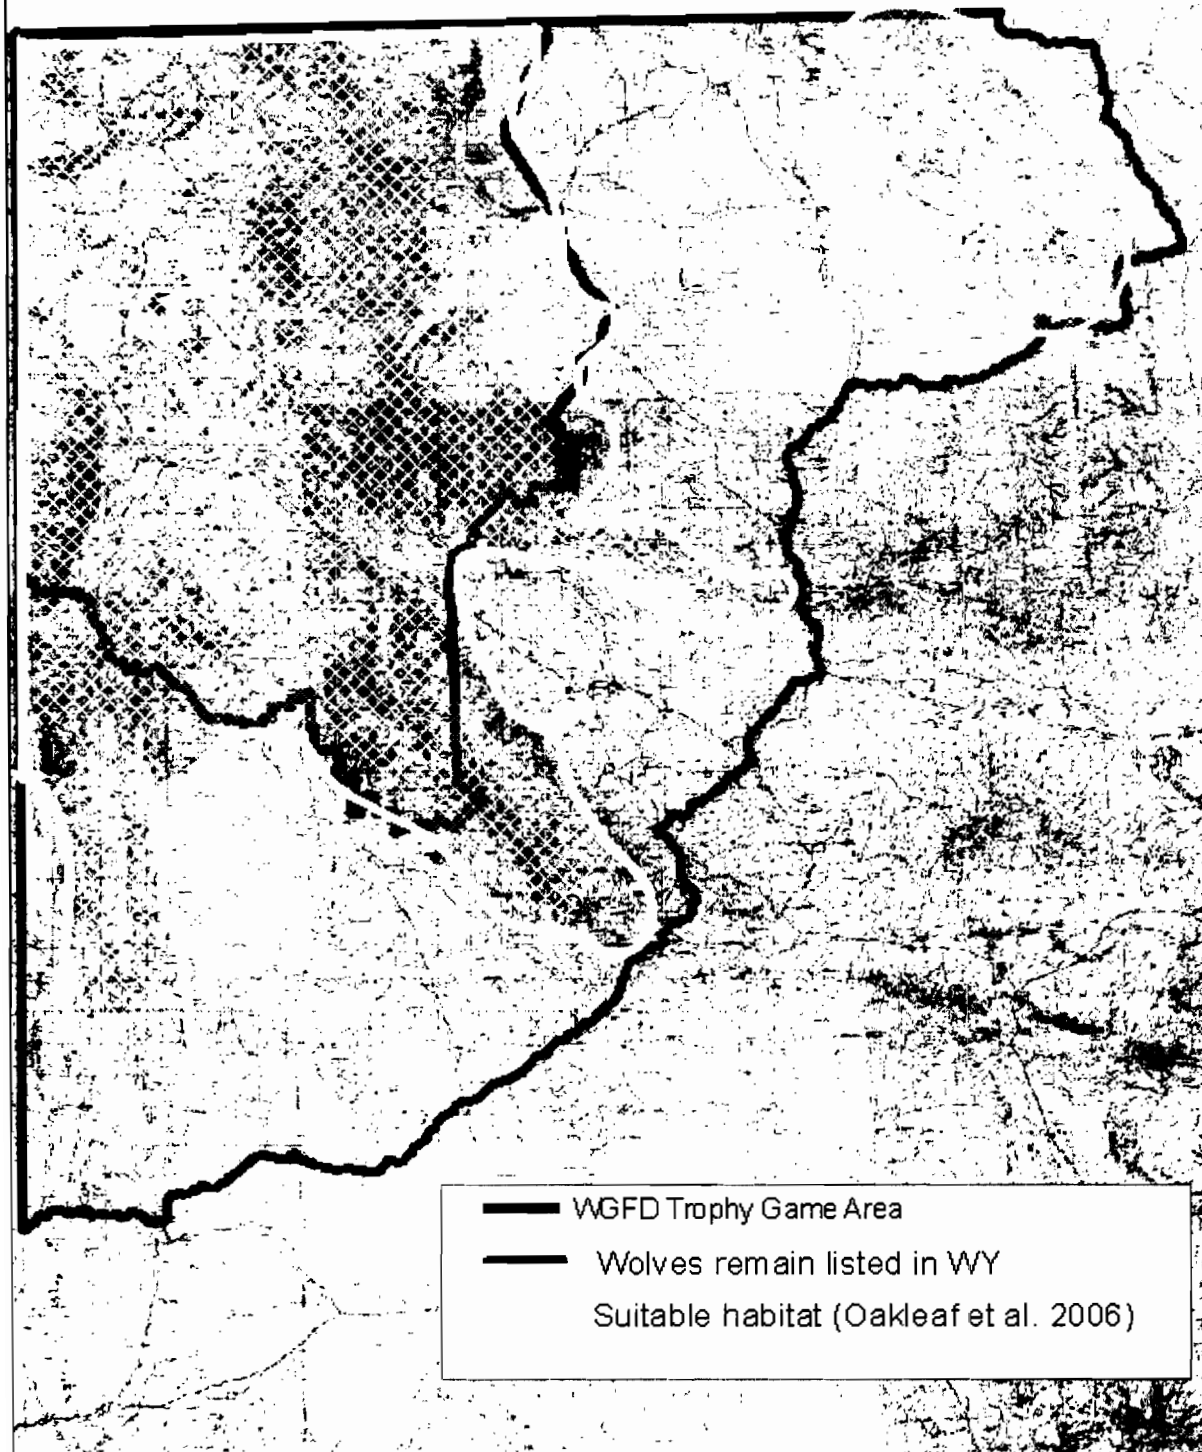 WGFD Trophy Game Area
Wolves remain listed in WY
Suitable habitat (Oakleaf et al. 2006)